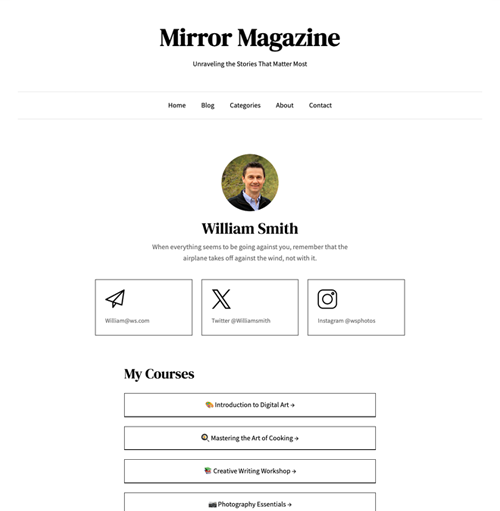 Mirror Magazine
Unraveling the Stories That Matter Most
Home Blog Categories About Contact
William Smith
When everything seems to be going against you, remember that the
airplane takes off against the wind, not with it.
William@ws.com
Twitter @Williamsmith
Instagram @wsphotos
My Courses
Introduction to Digital Art →
Mastering the Art of Cooking →
Creative Writing Workshop →
Photography Essentials →